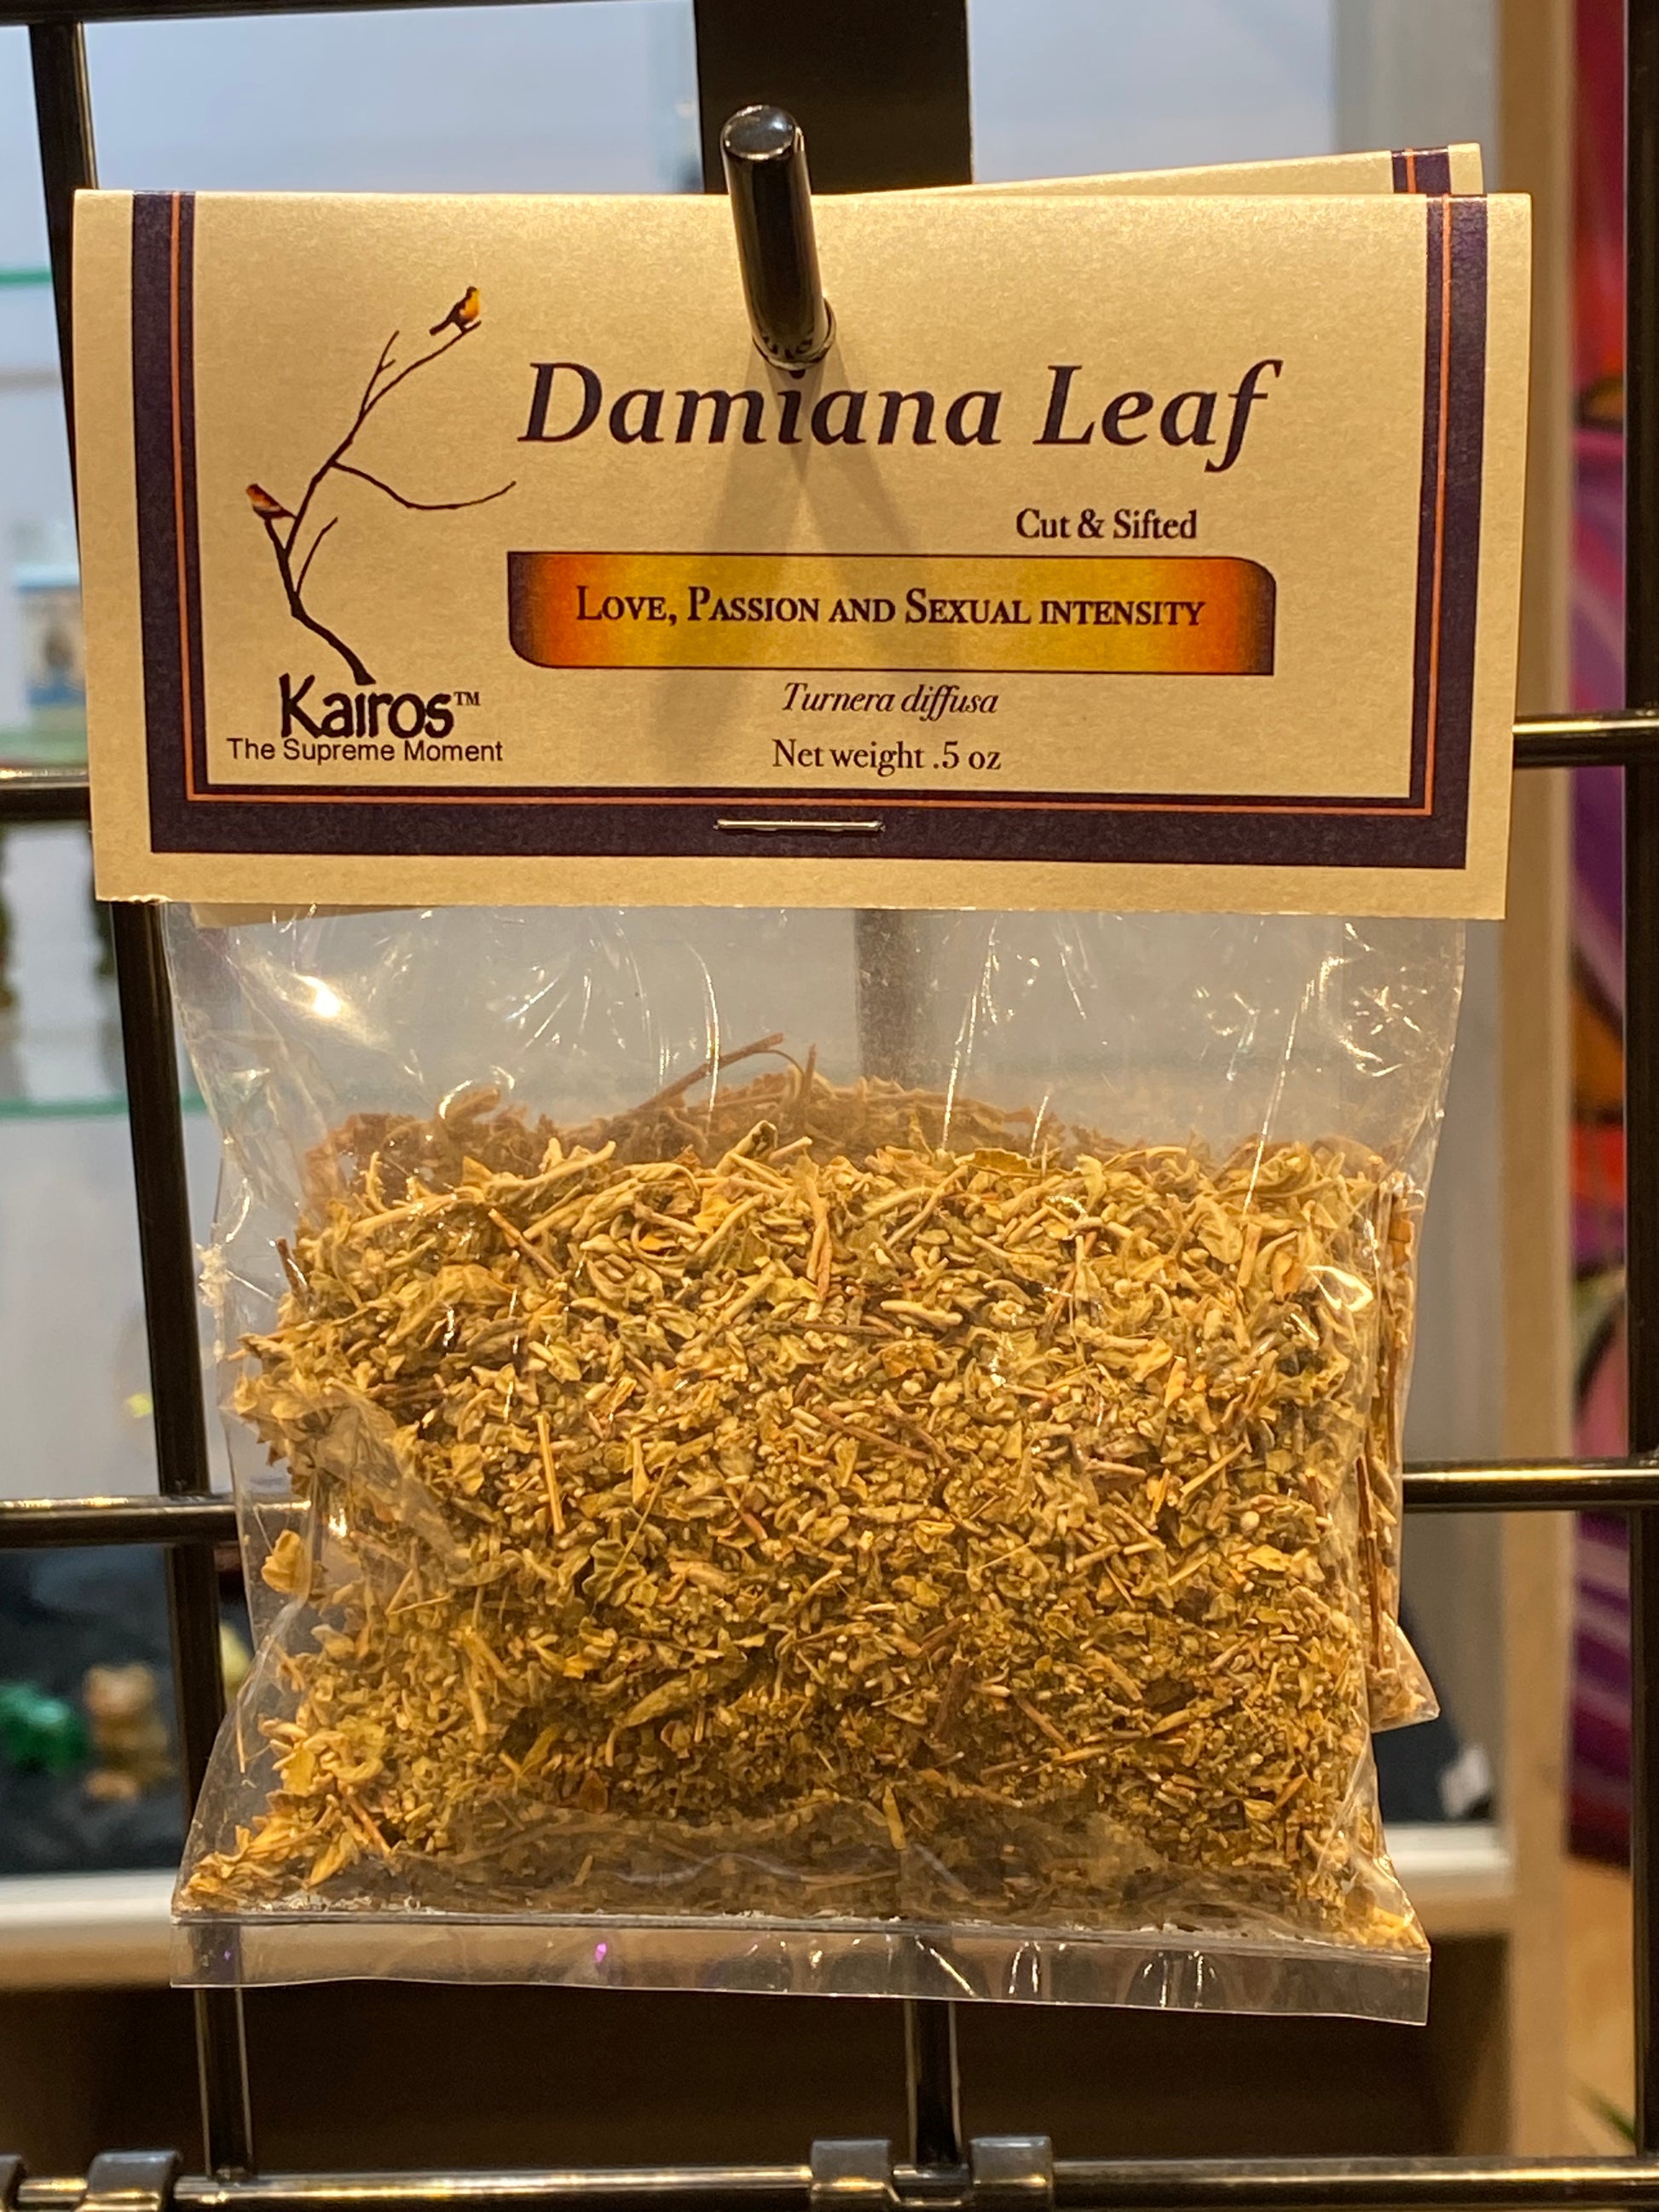 Damiana Leaf
Cut & Sifted
Love, Passion and Sexual intensity
Turnera diffusa
Net weight .5 oz
Kairos™
The Supreme Moment